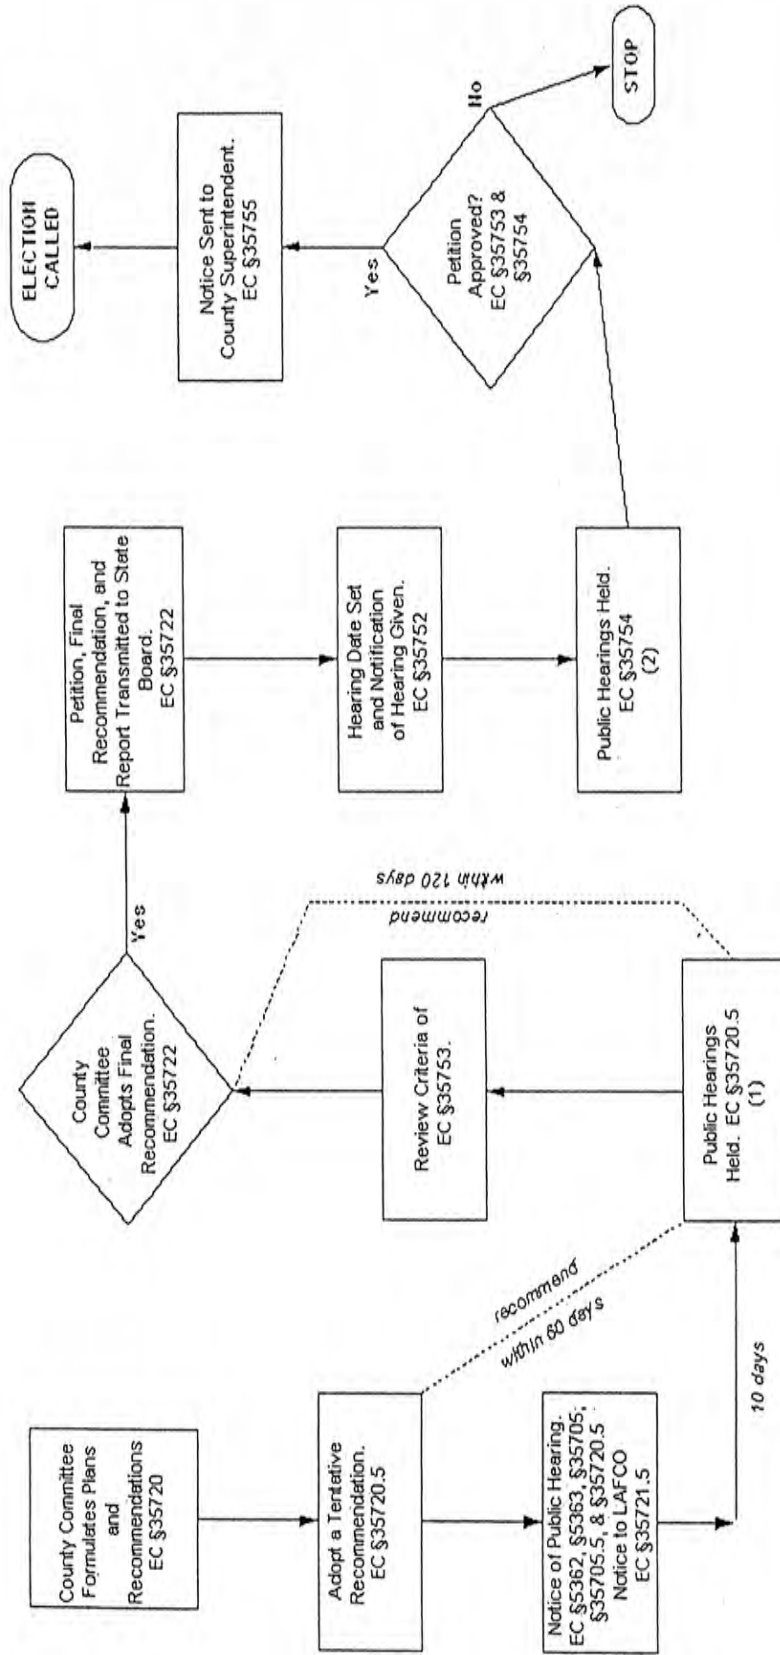 County Committee
Formulates Plans
and
Recommendations
EC §35720
Adopt a Tentative
Recommendation.
EC §35720.5
Notice of Public Hearing.
EC §5362, §5363, §35705,
§35705.5, & §35720.5
Notice to LAFCO
EC §35721.5
10 days
recommend
within 60 days
Public Hearings
Held. EC §35720.5
(1)
Review Criteria of
EC §35753.
recommend
within 120 days
County
Committee
Adopts Final
Recommendation.
EC §35722
Yes
Petition, Final
Recommendation, and
Report Transmitted to State
Board.
EC §35722
Hearing Date Set
and Notification
of Hearing Given.
EC §35752
Public Hearings Held.
EC §35754
(2)
Petition
Approved?
EC §35753 &
§35754
Yes
No
Notice Sent to
County Superintendent.
EC §35755
ELECTION
CALLED
STOP